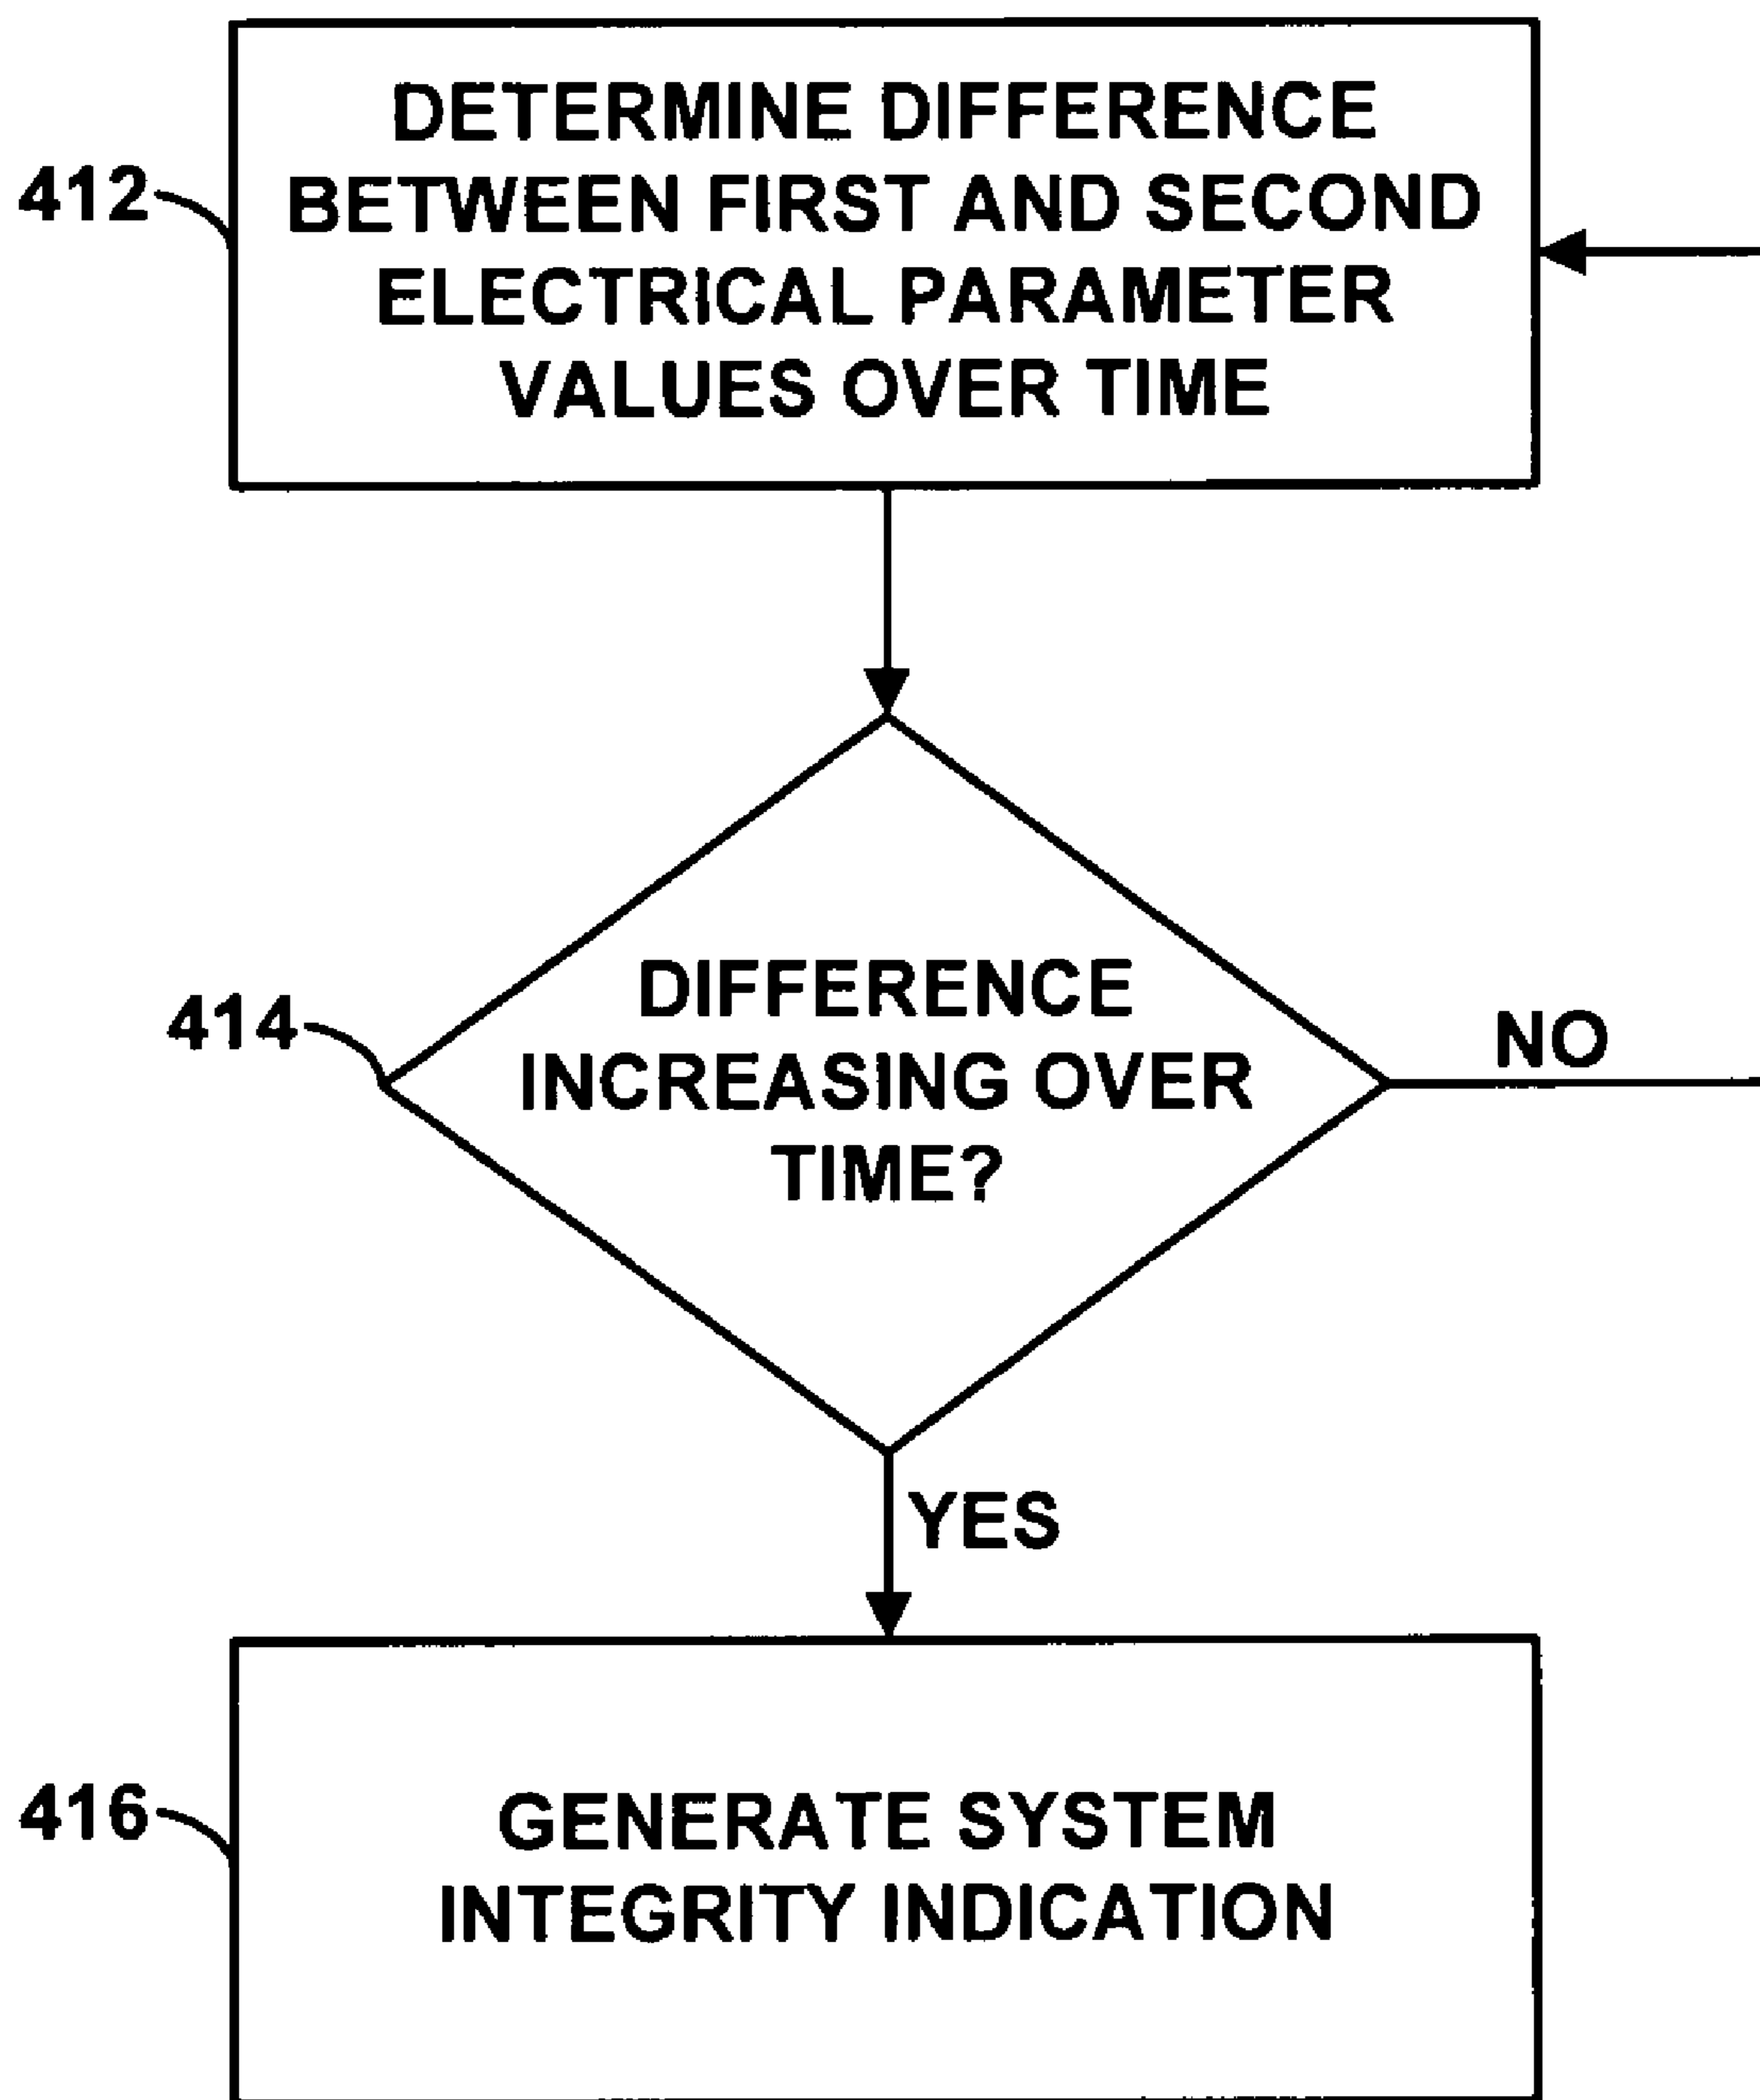 DETERMINE DIFFERENCE
412
BETWEEN FIRST AND SECOND
ELECTRICAL PARAMETER
VALUES OVER TIME
DIFFERENCE
414
INCREASING OVER
NO
TIME?
YES
416
GENERATE SYSTEM
INTEGRITY INDICATION